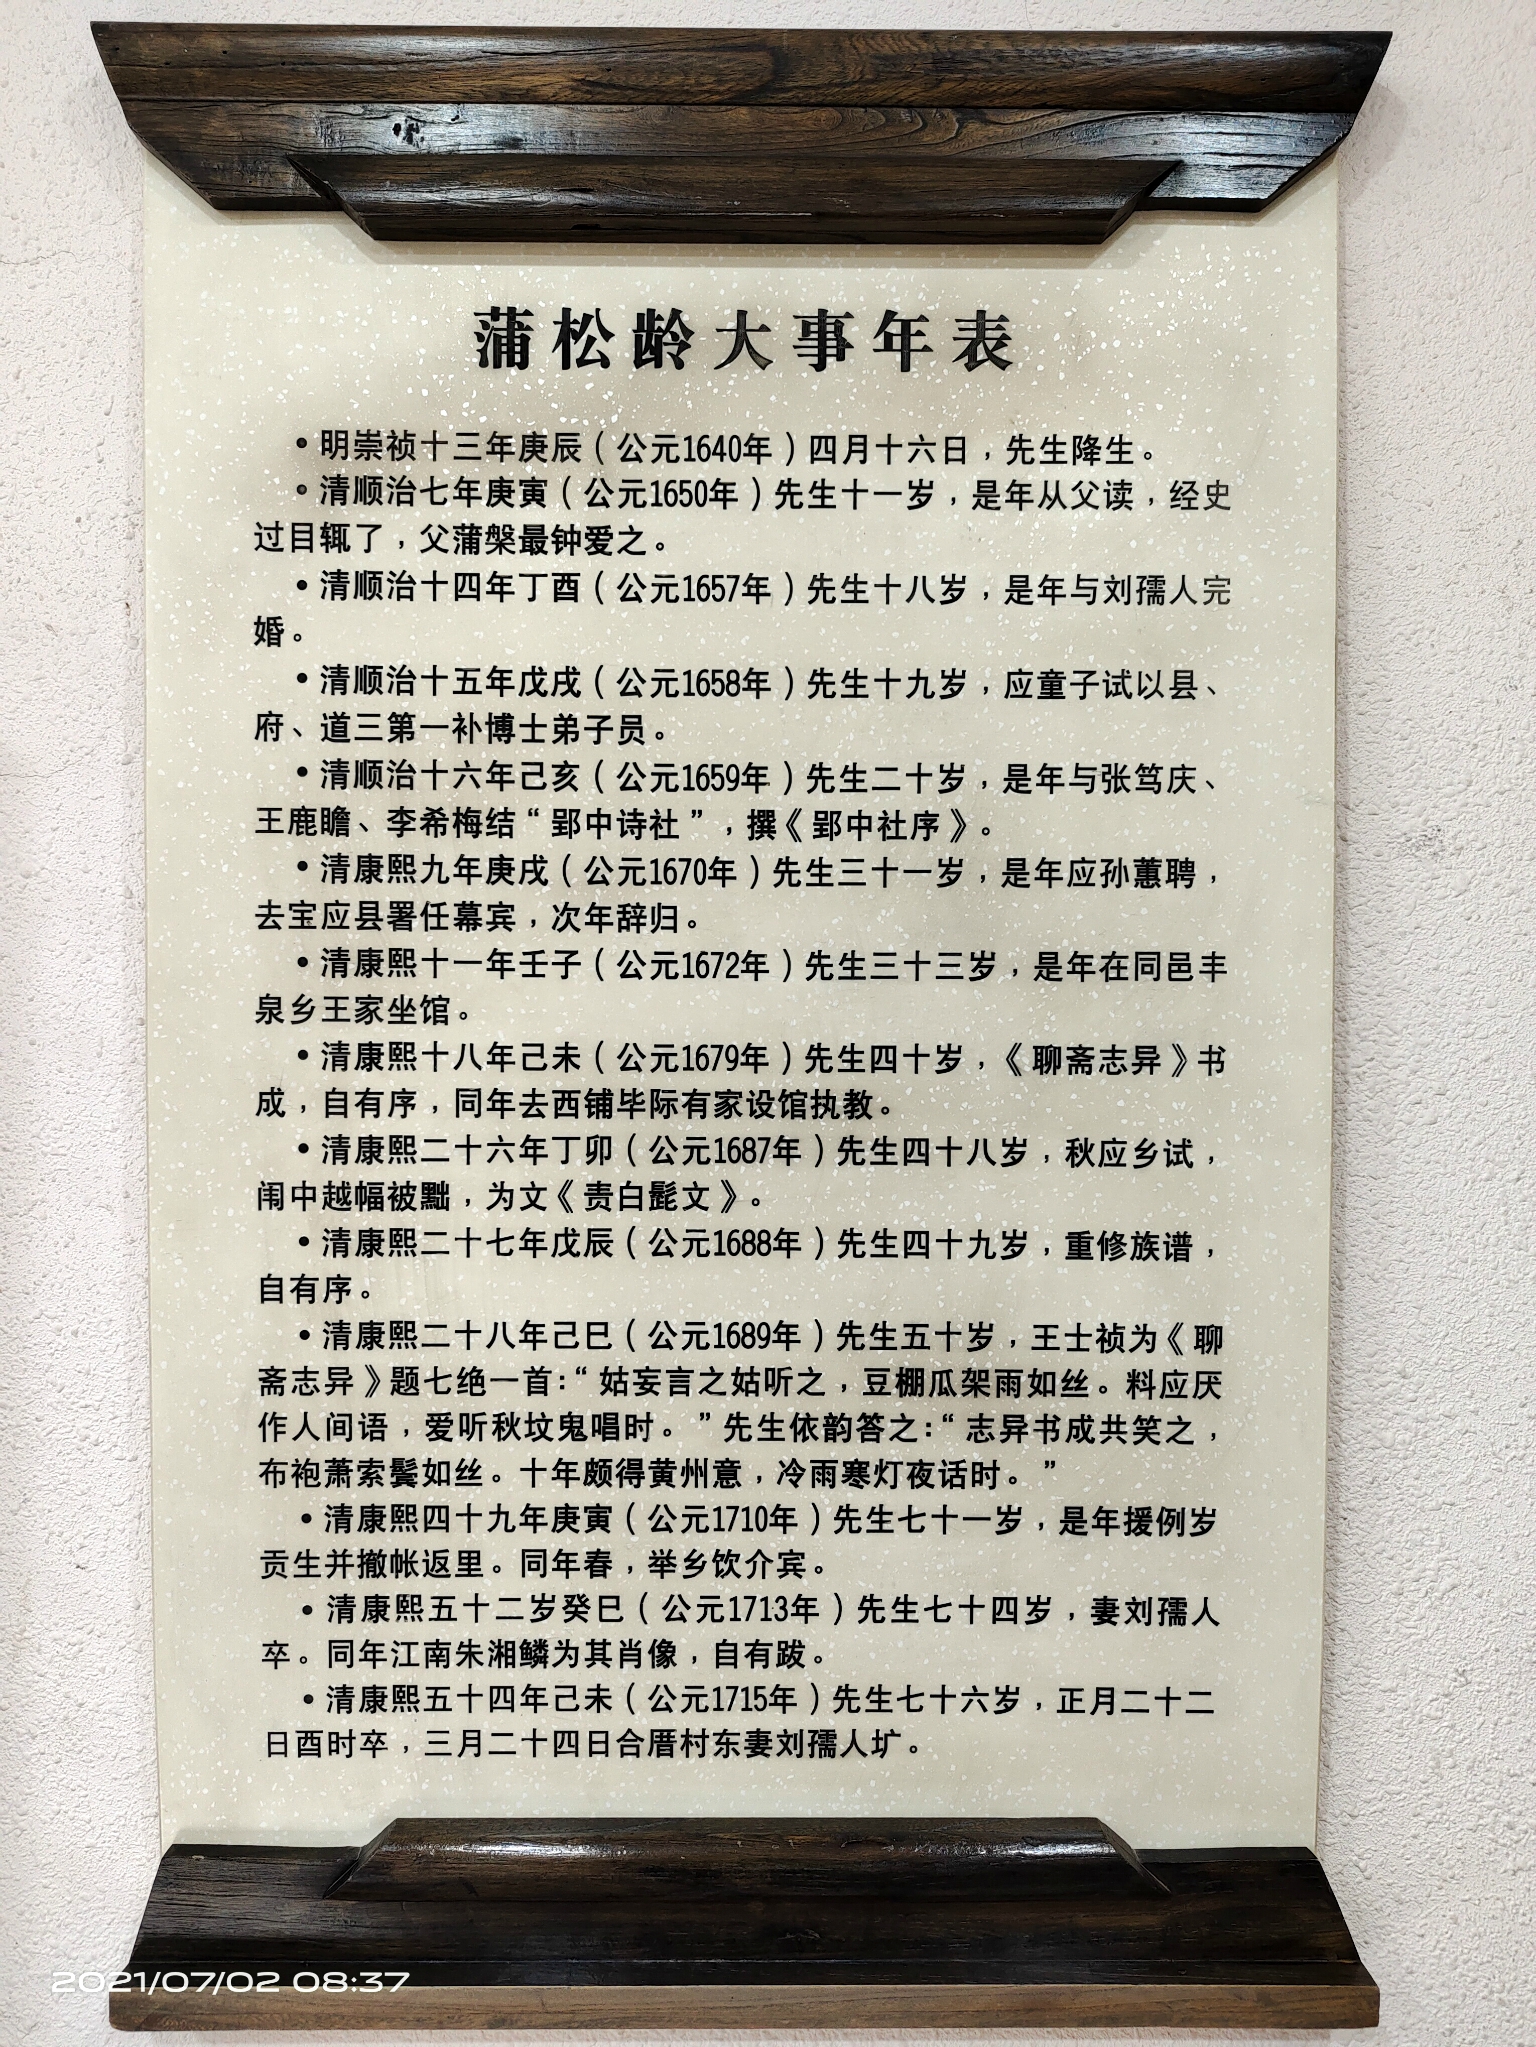 蒲松龄大事年表
•明崇祯十三年庚辰（公元1640年）四月十六日，先生降生。
•清顺治七年庚寅（公元1650年）先生十一岁，是年从父读，经史
过目辄了，父蒲槃最钟爱之。
•清顺治十四年丁酉（公元1657年）先生十八岁，是年与刘孺人完
婚。
•清顺治十五年戊戌（公元1658年）先生十九岁，应童子试以县、
府、道三第一补博士弟子员。
•清顺治十六年己亥（公元1659年）先生二十岁，是年与张笃庆、
王鹿瞻、李希梅结“郢中诗社”，撰《郢中社序》。
•清康熙九年庚戌（公元1670年）先生三十一岁，是年应孙蕙聘，
去宝应县署任幕宾，次年辞归。
•清康熙十一年壬子（公元1672年）先生三十三岁，是年在同邑丰
泉乡王家坐馆。
•清康熙十八年己未（公元1679年）先生四十岁，《聊斋志异》书
成，自有序，同年去西铺毕际有家设馆执教。
•清康熙二十六年丁卯（公元1687年）先生四十八岁，秋应乡试，
闱中越幅被黜，为文《责白髭文》。
•清康熙二十七年戊辰（公元1688年）先生四十九岁，重修族谱，
自有序。
•清康熙二十八年己巳（公元1689年）先生五十岁，王士祯为《聊
斋志异》题七绝一首：“姑妄言之姑听之，豆棚瓜架雨如丝。料应厌
作人间语，爱听秋坟鬼唱时。”先生依韵答之：“志异书成共笑之，
布袍萧索鬓如丝。十年颇得黄州意，冷雨寒灯夜话时。”
•清康熙四十九年庚寅（公元1710年）先生七十一岁，是年援例岁
贡生并撤帐返里。同年春，举乡饮介宾。
•清康熙五十二岁癸巳（公元1713年）先生七十四岁，妻刘孺人
卒。同年江南朱湘鳞为其肖像，自有跋。
•清康熙五十四年己未（公元1715年）先生七十六岁，正月二十二
日酉时卒，三月二十四日合厝村东妻刘孺人圹。
2021/07/02 08:37